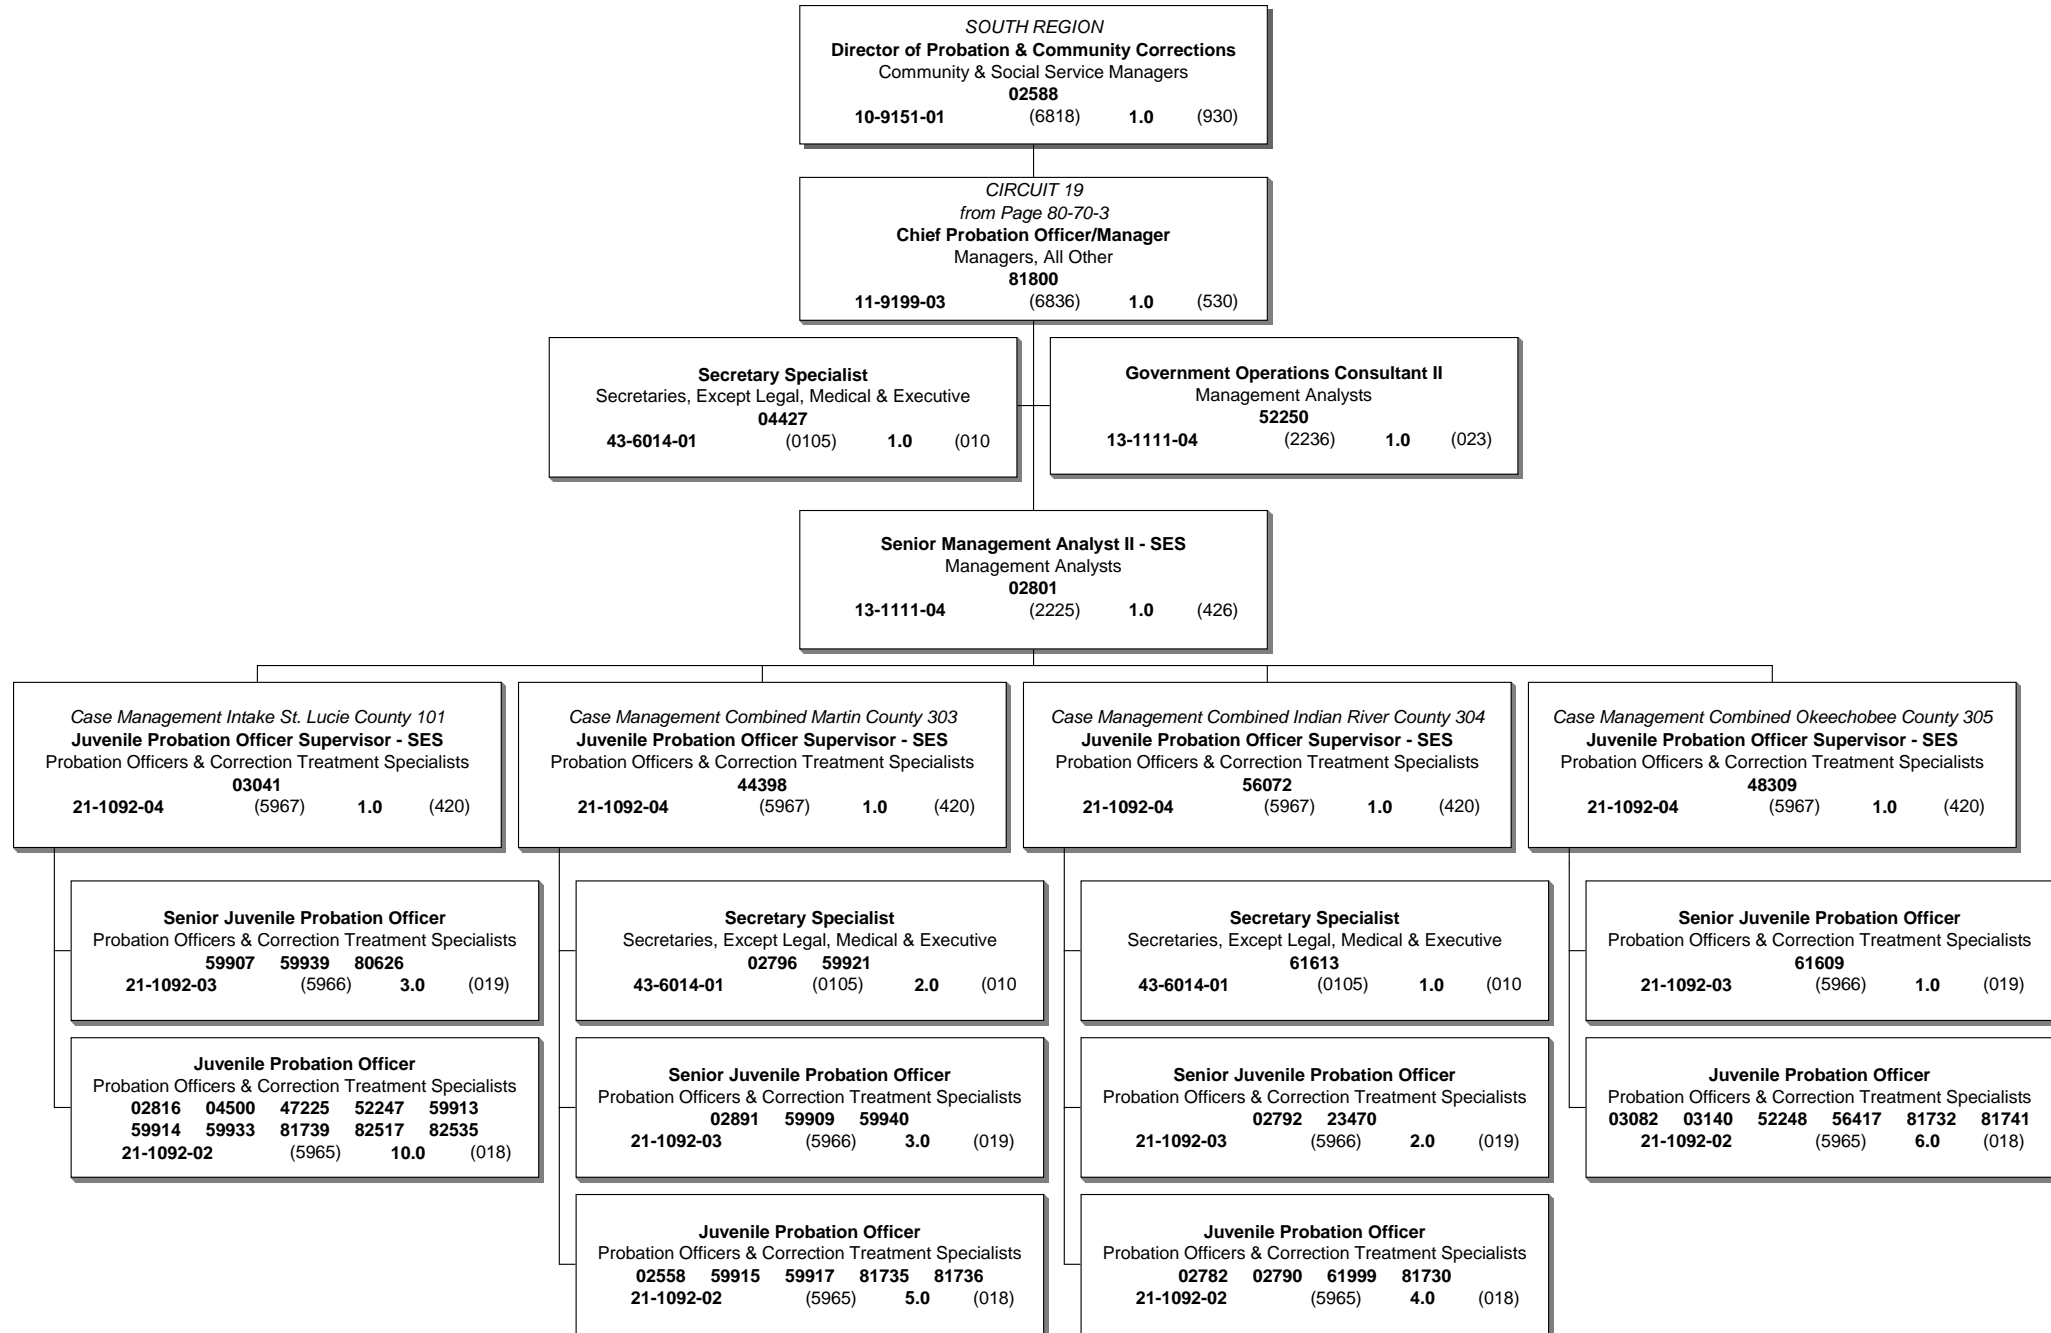 SOUTH REGION
Director of Probation & Community Corrections
Community & Social Service Managers
02588
10-9151-01 (6818) 1.0 (930)
CIRCUIT 19
from Page 80-70-3
Chief Probation Officer/Manager
Managers, All Other
81800
11-9199-03 (6836) 1.0 (530)
Secretary Specialist
Secretaries, Except Legal, Medical & Executive
04427
43-6014-01 (0105) 1.0 (010
Government Operations Consultant II
Management Analysts
52250
13-1111-04 (2236) 1.0 (023)
Senior Management Analyst II - SES
Management Analysts
02801
13-1111-04 (2225) 1.0 (426)
Case Management Intake St. Lucie County 101
Juvenile Probation Officer Supervisor - SES
Probation Officers & Correction Treatment Specialists
03041
21-1092-04 (5967) 1.0 (420)
Senior Juvenile Probation Officer
Probation Officers & Correction Treatment Specialists
59907 59939 80626
21-1092-03 (5966) 3.0 (019)
Juvenile Probation Officer
Probation Officers & Correction Treatment Specialists
02816 04500 47225 52247 59913
59914 59933 81739 82517 82535
21-1092-02 (5965) 10.0 (018)
Case Management Combined Martin County 303
Juvenile Probation Officer Supervisor - SES
Probation Officers & Correction Treatment Specialists
44398
21-1092-04 (5967) 1.0 (420)
Secretary Specialist
Secretaries, Except Legal, Medical & Executive
02796 59921
43-6014-01 (0105) 2.0 (010
Senior Juvenile Probation Officer
Probation Officers & Correction Treatment Specialists
02891 59909 59940
21-1092-03 (5966) 3.0 (019)
Juvenile Probation Officer
Probation Officers & Correction Treatment Specialists
02558 59915 59917 81735 81736
21-1092-02 (5965) 5.0 (018)
Case Management Combined Indian River County 304
Juvenile Probation Officer Supervisor - SES
Probation Officers & Correction Treatment Specialists
56072
21-1092-04 (5967) 1.0 (420)
Secretary Specialist
Secretaries, Except Legal, Medical & Executive
61613
43-6014-01 (0105) 1.0 (010
Senior Juvenile Probation Officer
Probation Officers & Correction Treatment Specialists
02792 23470
21-1092-03 (5966) 2.0 (019)
Juvenile Probation Officer
Probation Officers & Correction Treatment Specialists
02782 02790 61999 81730
21-1092-02 (5965) 4.0 (018)
Case Management Combined Okeechobee County 305
Juvenile Probation Officer Supervisor - SES
Probation Officers & Correction Treatment Specialists
48309
21-1092-04 (5967) 1.0 (420)
Senior Juvenile Probation Officer
Probation Officers & Correction Treatment Specialists
61609
21-1092-03 (5966) 1.0 (019)
Juvenile Probation Officer
Probation Officers & Correction Treatment Specialists
03082 03140 52248 56417 81732 81741
21-1092-02 (5965) 6.0 (018)